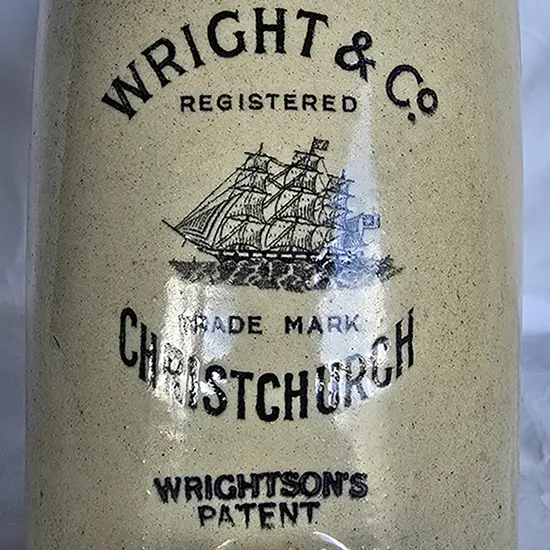 WRIGHT & Co.
REGISTERED
TRADE MARK
CHRISTCHURCH
WRIGHTSON'S
PATENT